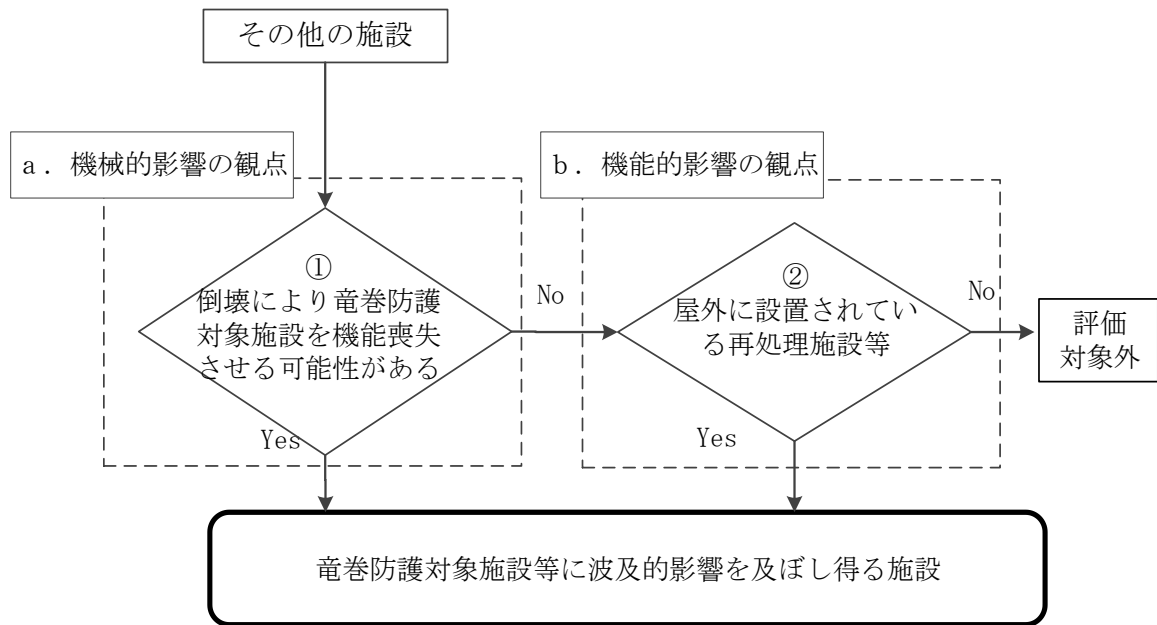 その他の施設
a．機械的影響の観点
b．機能的影響の観点
①
倒壊により竜巻防護
対象施設を機能喪失
させる可能性がある
No
②
屋外に設置されてい
る再処理施設等
No
評価
対象外
Yes
Yes
竜巻防護対象施設等に波及的影響を及ぼし得る施設